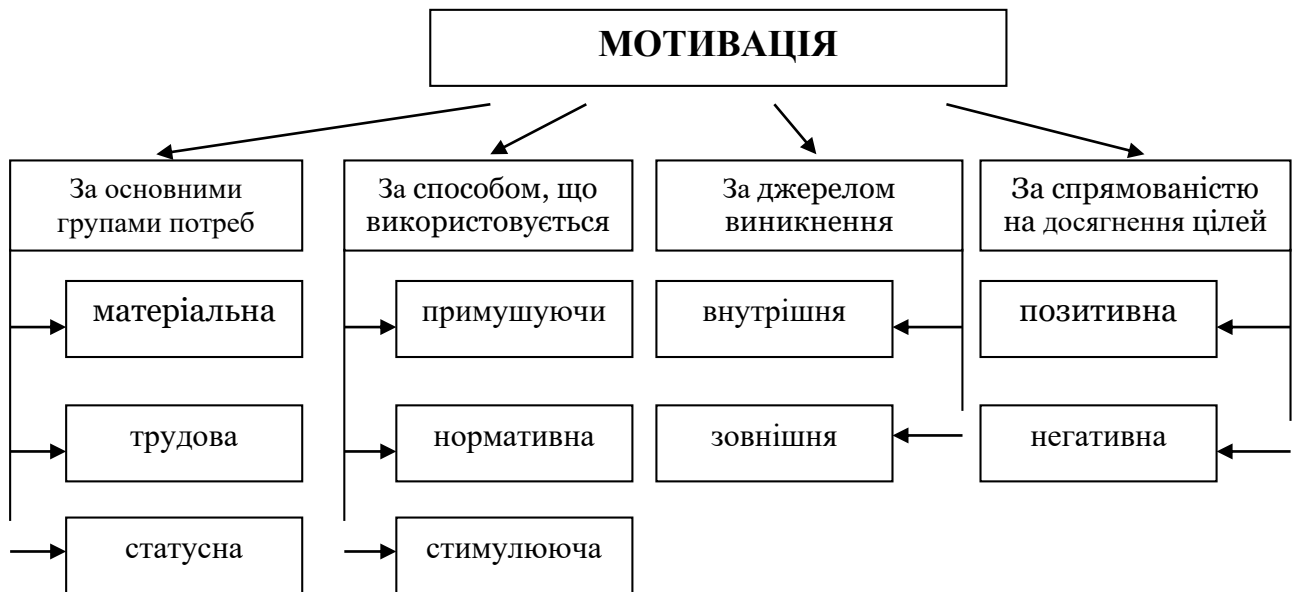 МОТИВАЦІЯ
За основними
групами потреб
За способом, що
використовується
За джерелом
виникнення
За спрямованістю
на досягнення цілей
матеріальна
примушуючи
внутрішня
позитивна
трудова
нормативна
зовнішня
негативна
статусна
стимулююча